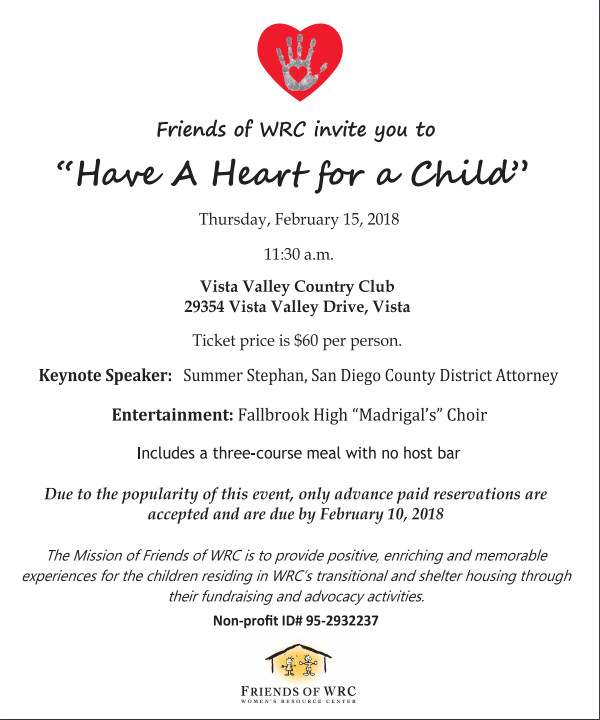 Friends of WRC invite you to
“Have A Heart for a Child”
Thursday, February 15, 2018
11:30 a.m.
Vista Valley Country Club
29354 Vista Valley Drive, Vista
Ticket price is $60 per person.
Keynote Speaker: Summer Stephan, San Diego County District Attorney
Entertainment: Fallbrook High “Madrigal’s” Choir
Includes a three-course meal with no host bar
Due to the popularity of this event, only advance paid reservations are
accepted and are due by February 10, 2018
The Mission of Friends of WRC is to provide positive, enriching and memorable
experiences for the children residing in WRC’s transitional and shelter housing through
their fundraising and advocacy activities.
Non-profit ID# 95-2932237
FRIENDS OF WRC
WOMEN'S RESOURCE CENTER